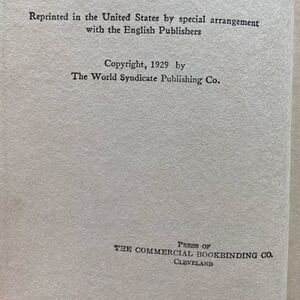 Reprinted in the United States by special arrangement
with the English Publishers
Copyright, 1929 by
The World Syndicate Publishing Co.
Press of
THE COMMERCIAL BOOKBINDING CO.
Cleveland